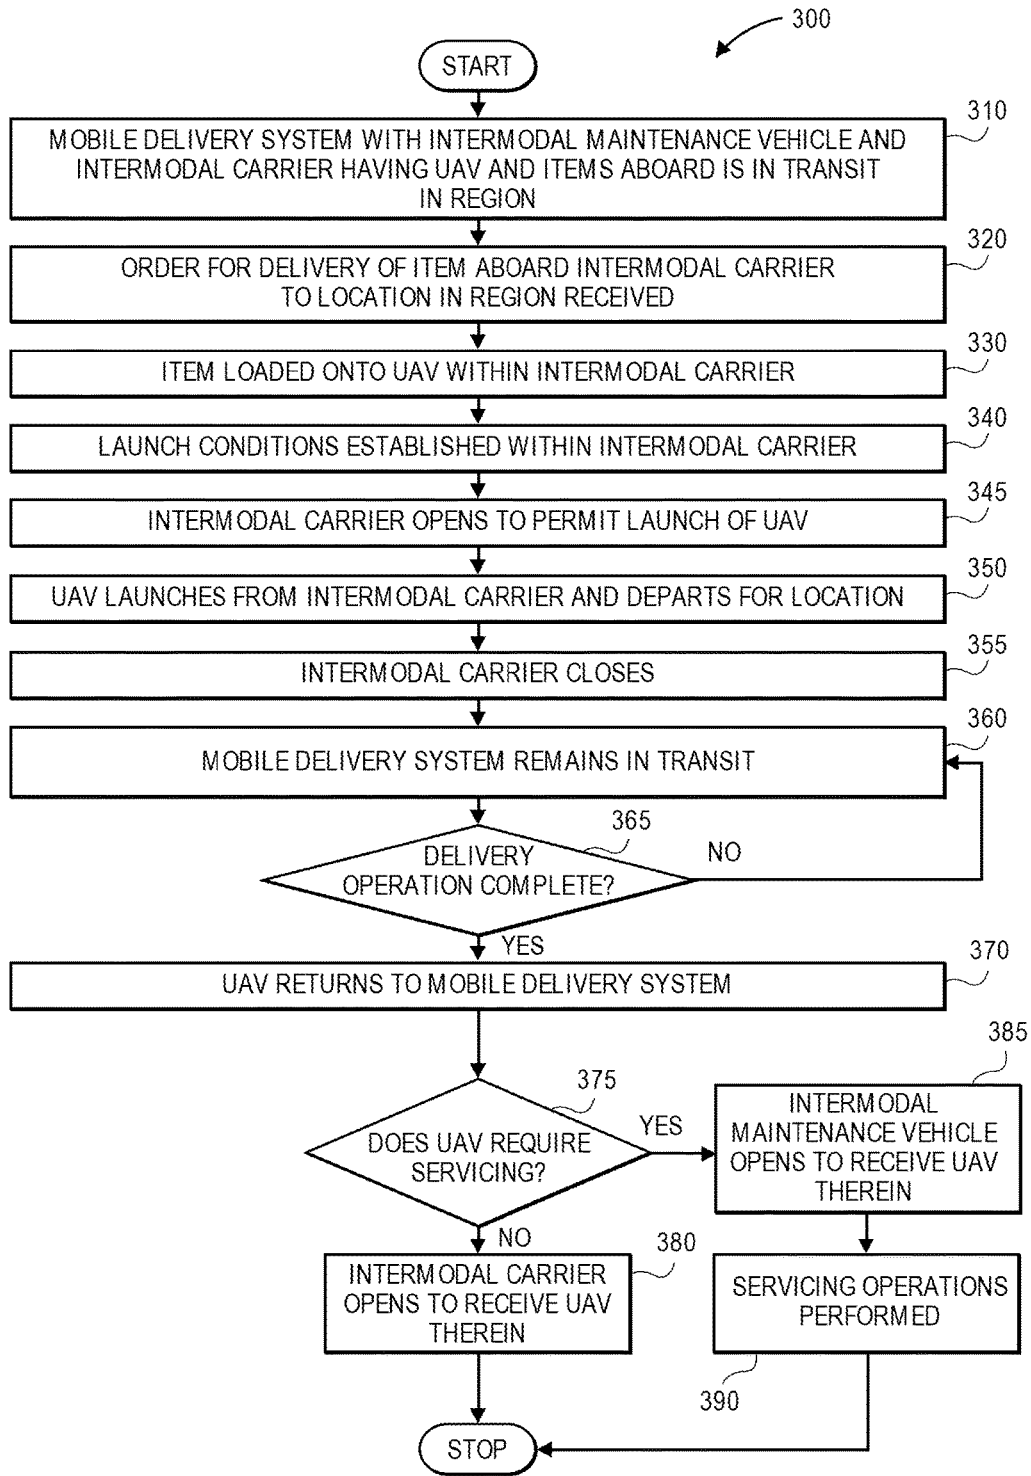 300
START
310
MOBILE DELIVERY SYSTEM WITH INTERMODAL MAINTENANCE VEHICLE AND
INTERMODAL CARRIER HAVING UAV AND ITEMS ABOARD IS IN TRANSIT
IN REGION
320
ORDER FOR DELIVERY OF ITEM ABOARD INTERMODAL CARRIER
TO LOCATION IN REGION RECEIVED
330
ITEM LOADED ONTO UAV WITHIN INTERMODAL CARRIER
340
LAUNCH CONDITIONS ESTABLISHED WITHIN INTERMODAL CARRIER
345
INTERMODAL CARRIER OPENS TO PERMIT LAUNCH OF UAV
350
UAV LAUNCHES FROM INTERMODAL CARRIER AND DEPARTS FOR LOCATION
355
INTERMODAL CARRIER CLOSES
360
MOBILE DELIVERY SYSTEM REMAINS IN TRANSIT
365
DELIVERY
OPERATION COMPLETE?
NO
YES
370
UAV RETURNS TO MOBILE DELIVERY SYSTEM
375
DOES UAV REQUIRE
SERVICING?
YES
385
INTERMODAL
MAINTENANCE VEHICLE
OPENS TO RECEIVE UAV
THEREIN
NO
380
INTERMODAL CARRIER
OPENS TO RECEIVE UAV
THEREIN
SERVICING OPERATIONS
PERFORMED
390
STOP